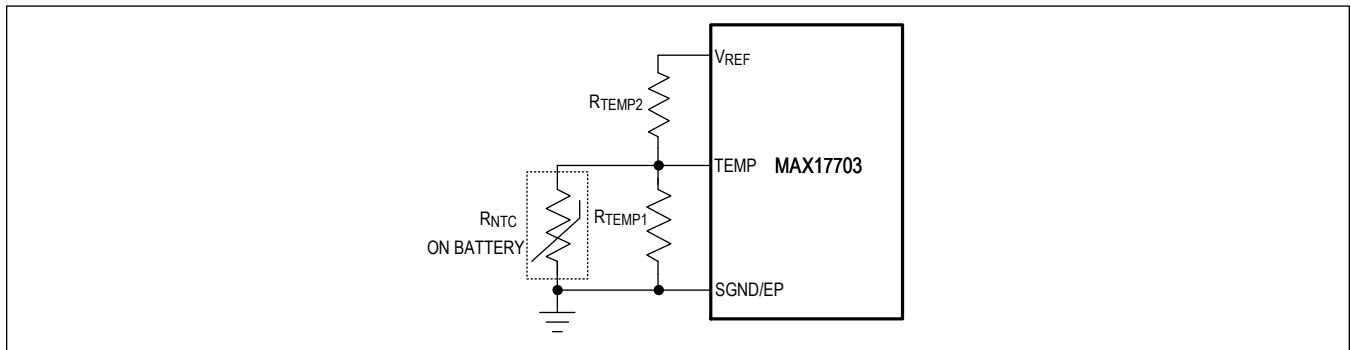 VREF
RTEMP2
TEMP MAX17703
RNTC
ON BATTERY
RTEMP1
SGND/EP